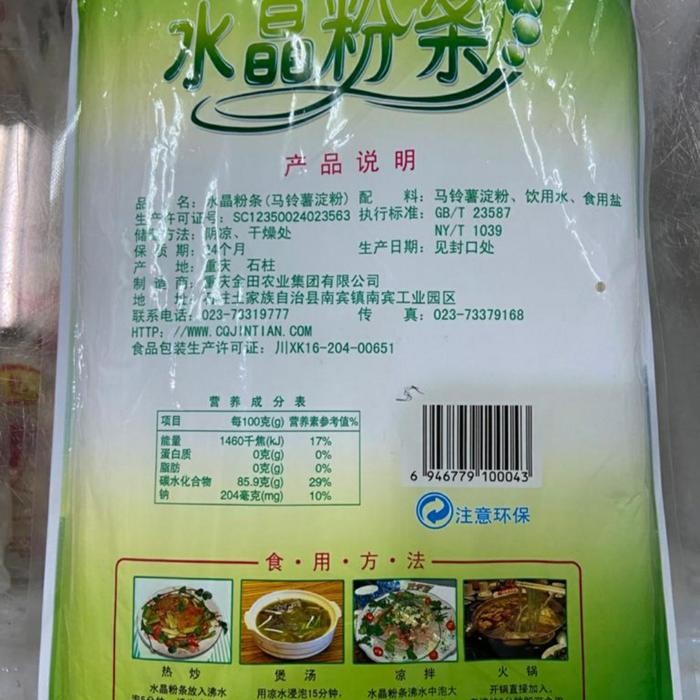 水晶粉条
产品说明
品 名：水晶粉条(马铃薯淀粉) 配 料：马铃薯淀粉、饮用水、食用盐
生产许可证号：SC12350024023563 执行标准：GB/T 23587
NY/T 1039
储 方法：阴凉、干燥处
保 质 期：24个月 生产日期：见封口处
产 地：重庆 石柱
制 造 商：重庆金田农业集团有限公司
地 址：石柱土家族自治县南宾镇南宾工业园区
联系电话：023-73319777 传 真：023-73379168
HTTP：//WWW.CQJINTIAN.COM
食品包装生产许可证：川XK16-204-00651
营养成分表
项目 每100克(g) 营养素参考值%
能量 1460千焦(kJ) 17%
蛋白质 0克(g) 0%
脂肪 0克(g) 0%
碳水化合物 85.9克(g) 29%
钠 204毫克(mg) 10%
6 946779 100043
注意环保
食·用·方·法
热炒 煲汤 凉拌 火锅
水晶粉条放入沸水 用凉水浸泡15分钟， 水晶粉条沸水中泡大 开锅直接加入，
泡5分钟